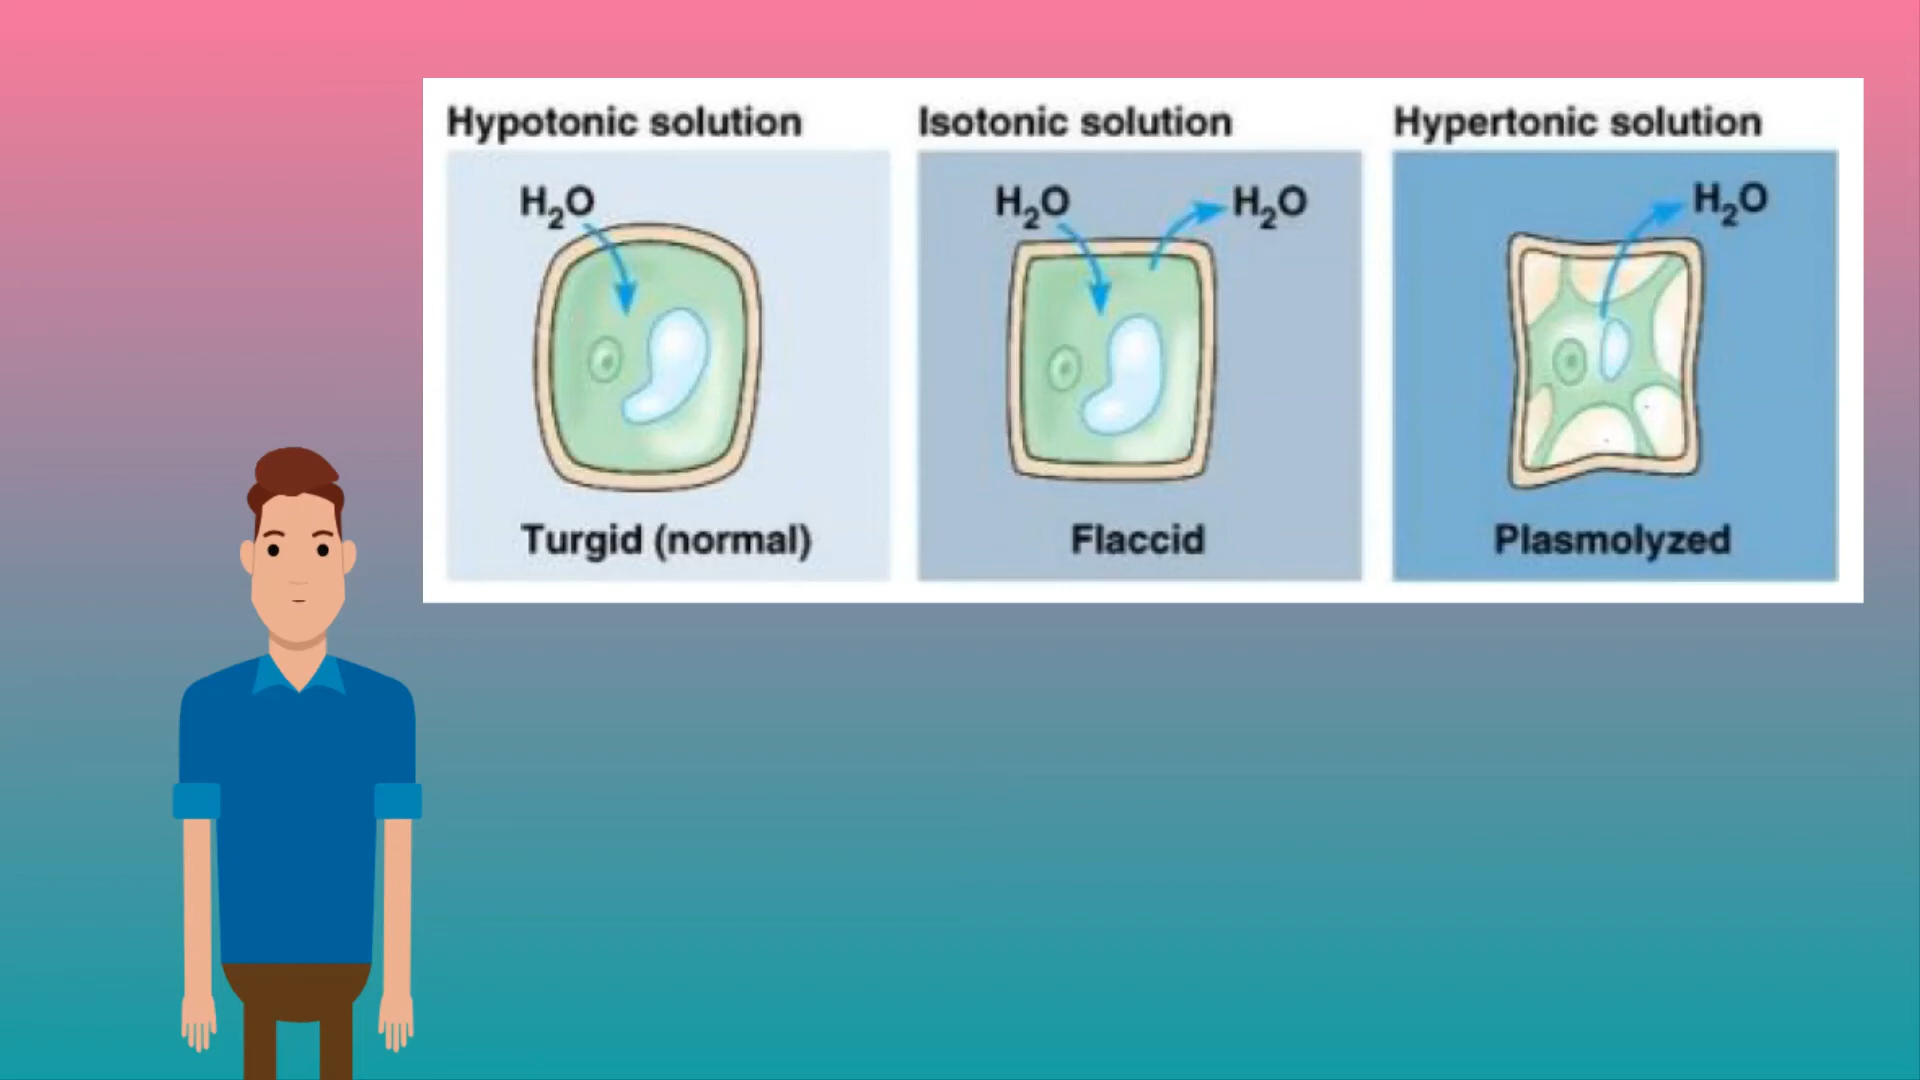 Hypotonic solution
H₂O
Turgid (normal)
Isotonic solution
H₂O
H₂O
Flaccid
Hypertonic solution
H₂O
Plasmolyzed